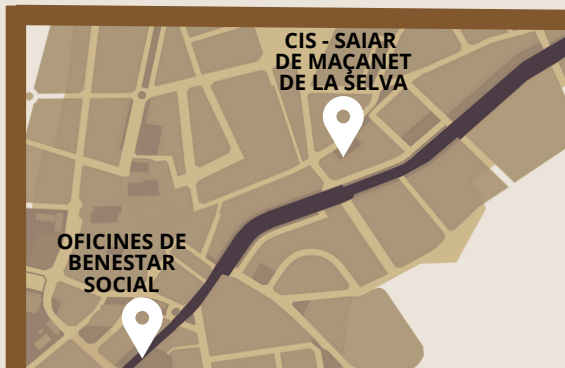 CIS - SAIAR
DE MAÇANET
DE LA SELVA
OFICINES DE
BENESTAR
SOCIAL